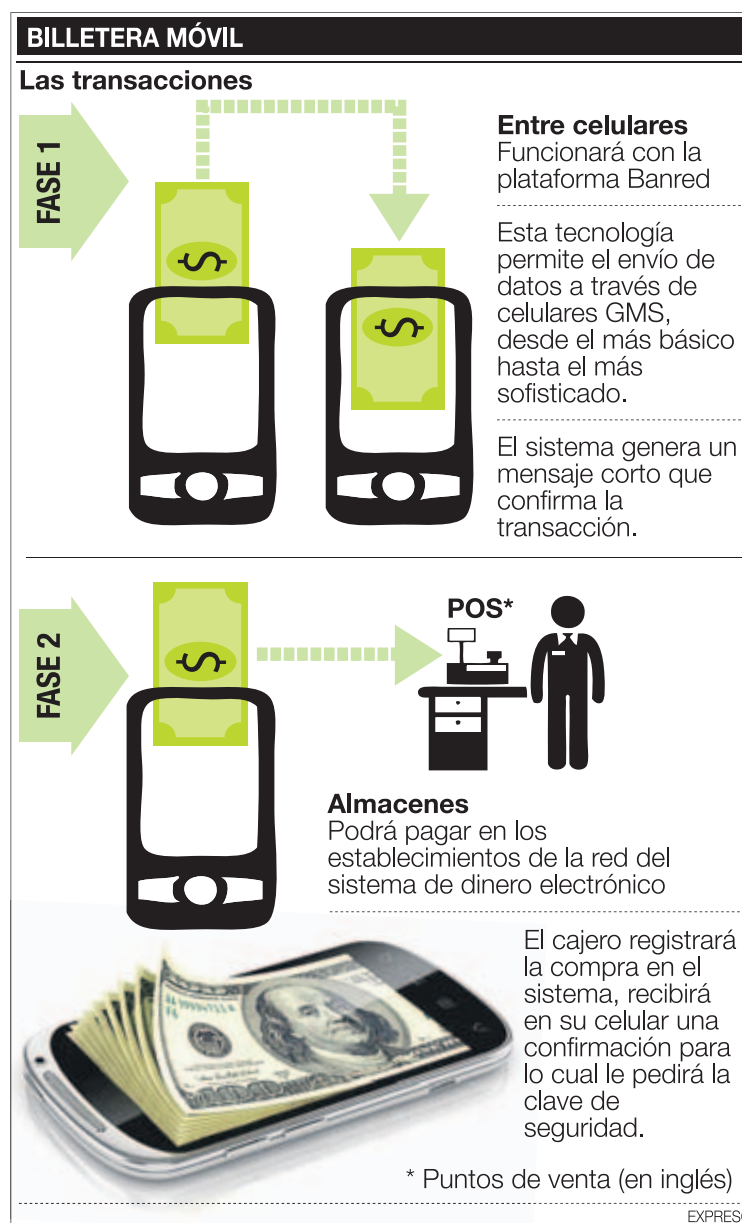 BILLETERA MÓVIL
Las transacciones
FASE 1
$
$
Entre celulares
Funcionará con la
plataforma Banred
Esta tecnología
permite el envío de
datos a través de
celulares GMS,
desde el más básico
hasta el más
sofisticado.
El sistema genera un
mensaje corto que
confirma la
transacción.
FASE 2
$
POS*
Almacenes
Podrá pagar en los
establecimientos de la red del
sistema de dinero electrónico
El cajero registrará
la compra en el
sistema, recibirá
en su celular una
confirmación para
lo cual le pedirá la
clave de
seguridad.
* Puntos de venta (en inglés)